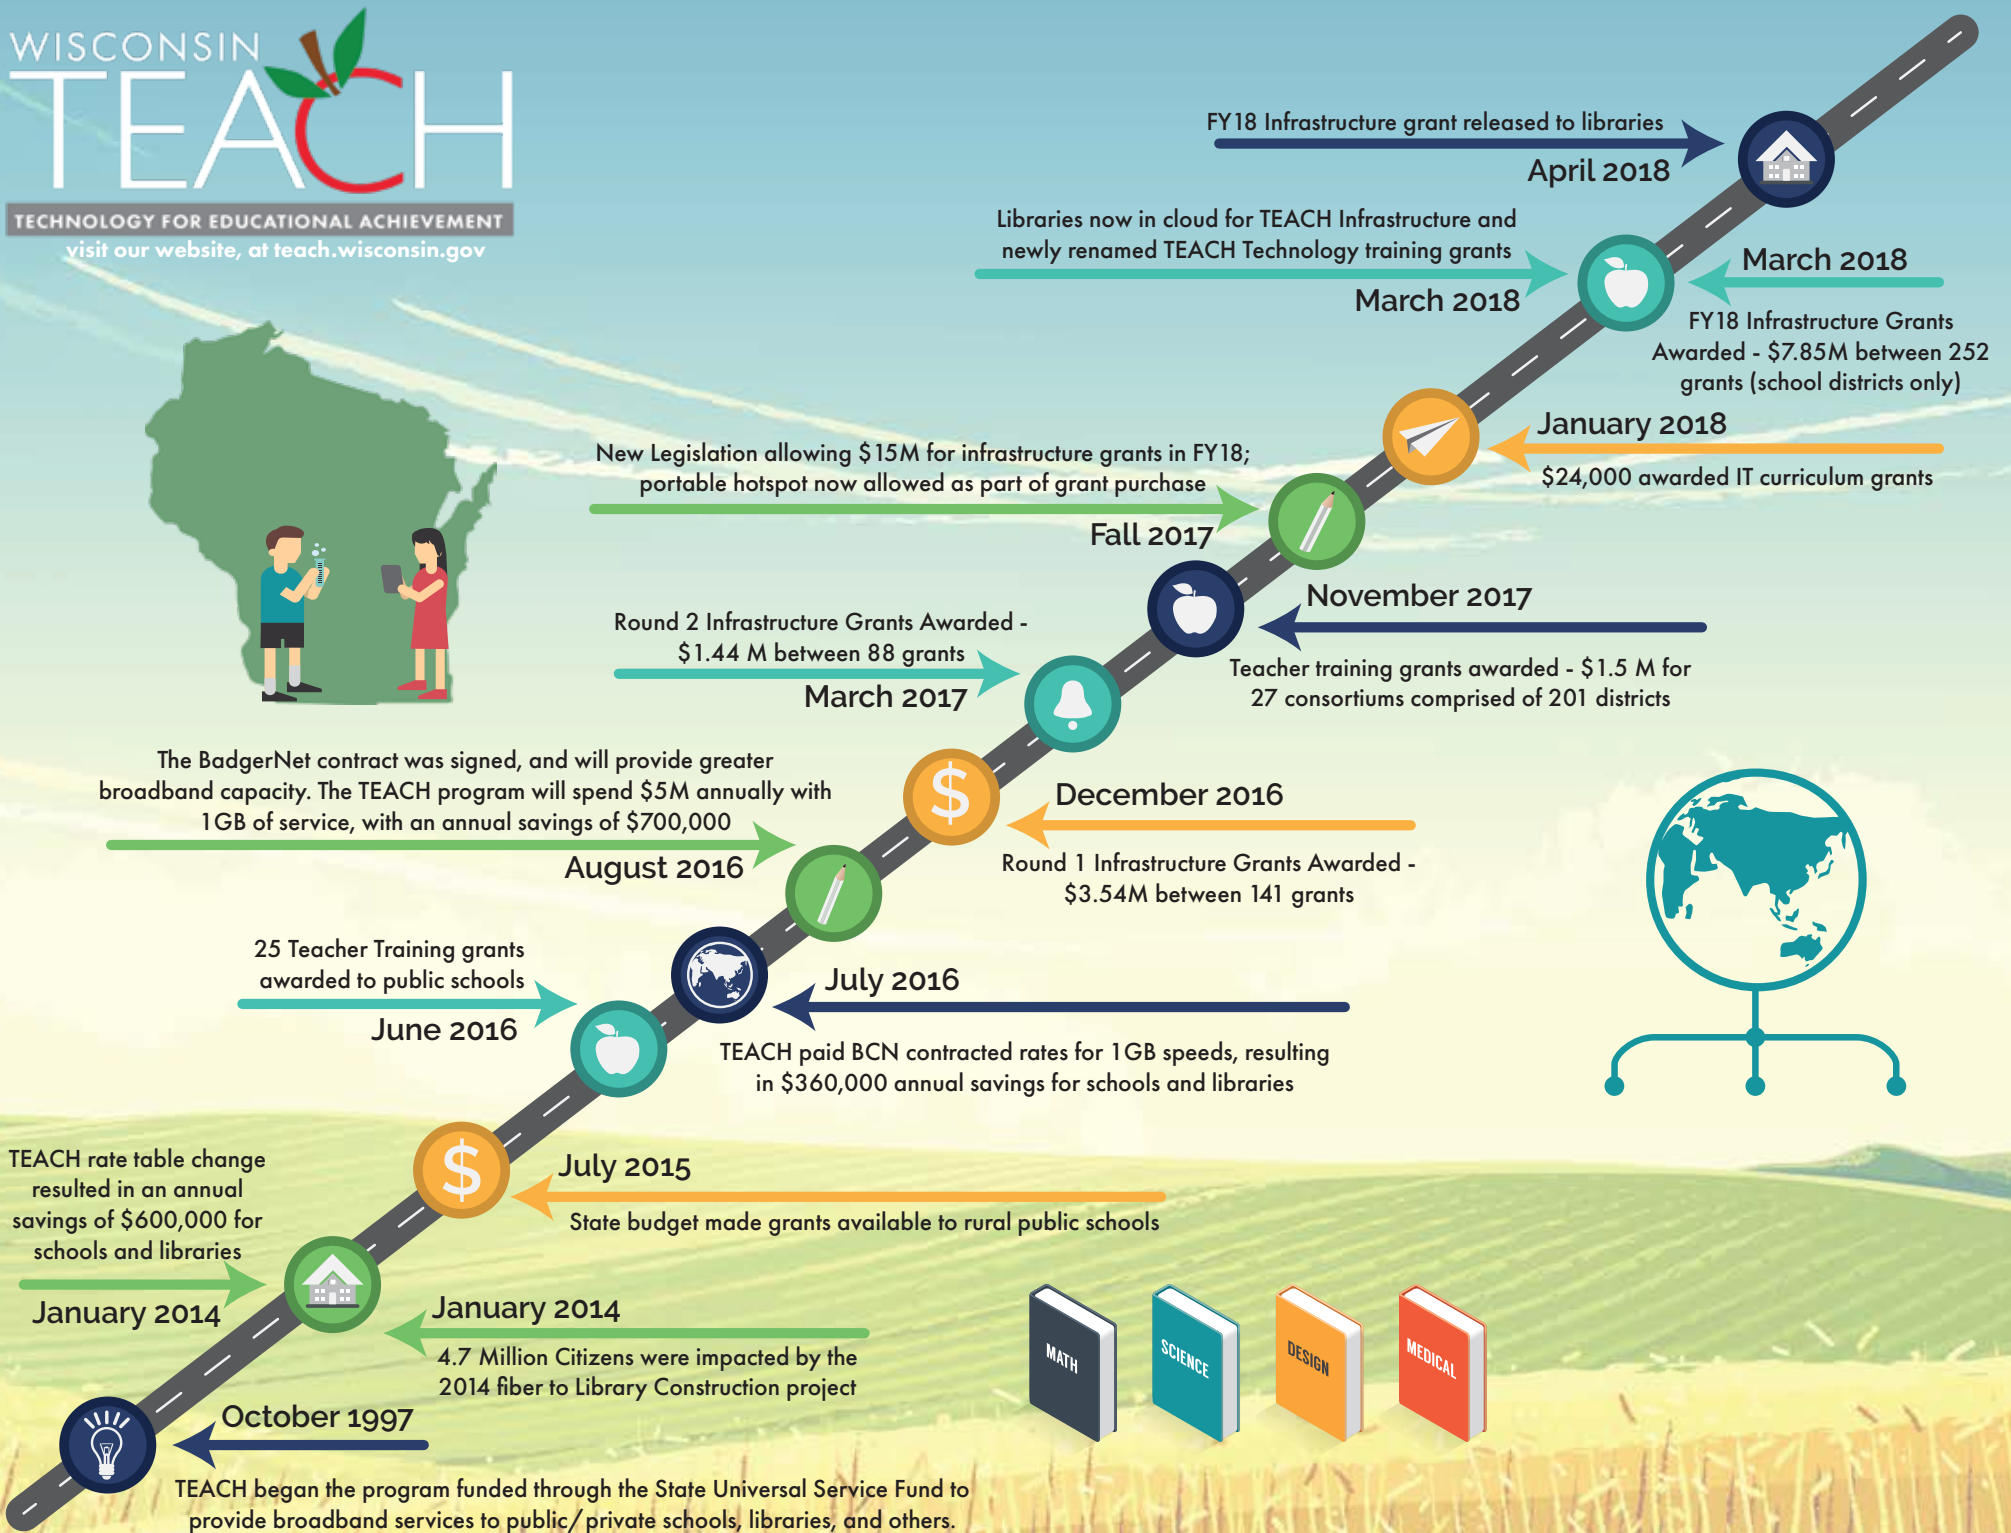 WISCONSIN
TEACH
TECHNOLOGY FOR EDUCATIONAL ACHIEVEMENT
visit our website, at teach.wisconsin.gov
FY18 Infrastructure grant released to libraries
April 2018
Libraries now in cloud for TEACH Infrastructure and
newly renamed TEACH Technology training grants
March 2018
March 2018
FY18 Infrastructure Grants
Awarded - $7.85M between 252
grants (school districts only)
January 2018
$24,000 awarded IT curriculum grants
New Legislation allowing $15M for infrastructure grants in FY18;
portable hotspot now allowed as part of grant purchase
Fall 2017
November 2017
Teacher training grants awarded - $1.5 M for
27 consortiums comprised of 201 districts
Round 2 Infrastructure Grants Awarded -
$1.44 M between 88 grants
March 2017
$
December 2016
Round 1 Infrastructure Grants Awarded -
$3.54M between 141 grants
The BadgerNet contract was signed, and will provide greater
broadband capacity. The TEACH program will spend $5M annually with
1GB of service, with an annual savings of $700,000
August 2016
July 2016
TEACH paid BCN contracted rates for 1GB speeds, resulting
in $360,000 annual savings for schools and libraries
25 Teacher Training grants
awarded to public schools
June 2016
$
July 2015
State budget made grants available to rural public schools
TEACH rate table change
resulted in an annual
savings of $600,000 for
schools and libraries
January 2014
January 2014
4.7 Million Citizens were impacted by the
2014 fiber to Library Construction project
MATH
SCIENCE
DESIGN
MEDICAL
October 1997
TEACH began the program funded through the State Universal Service Fund to
provide broadband services to public/private schools, libraries, and others.